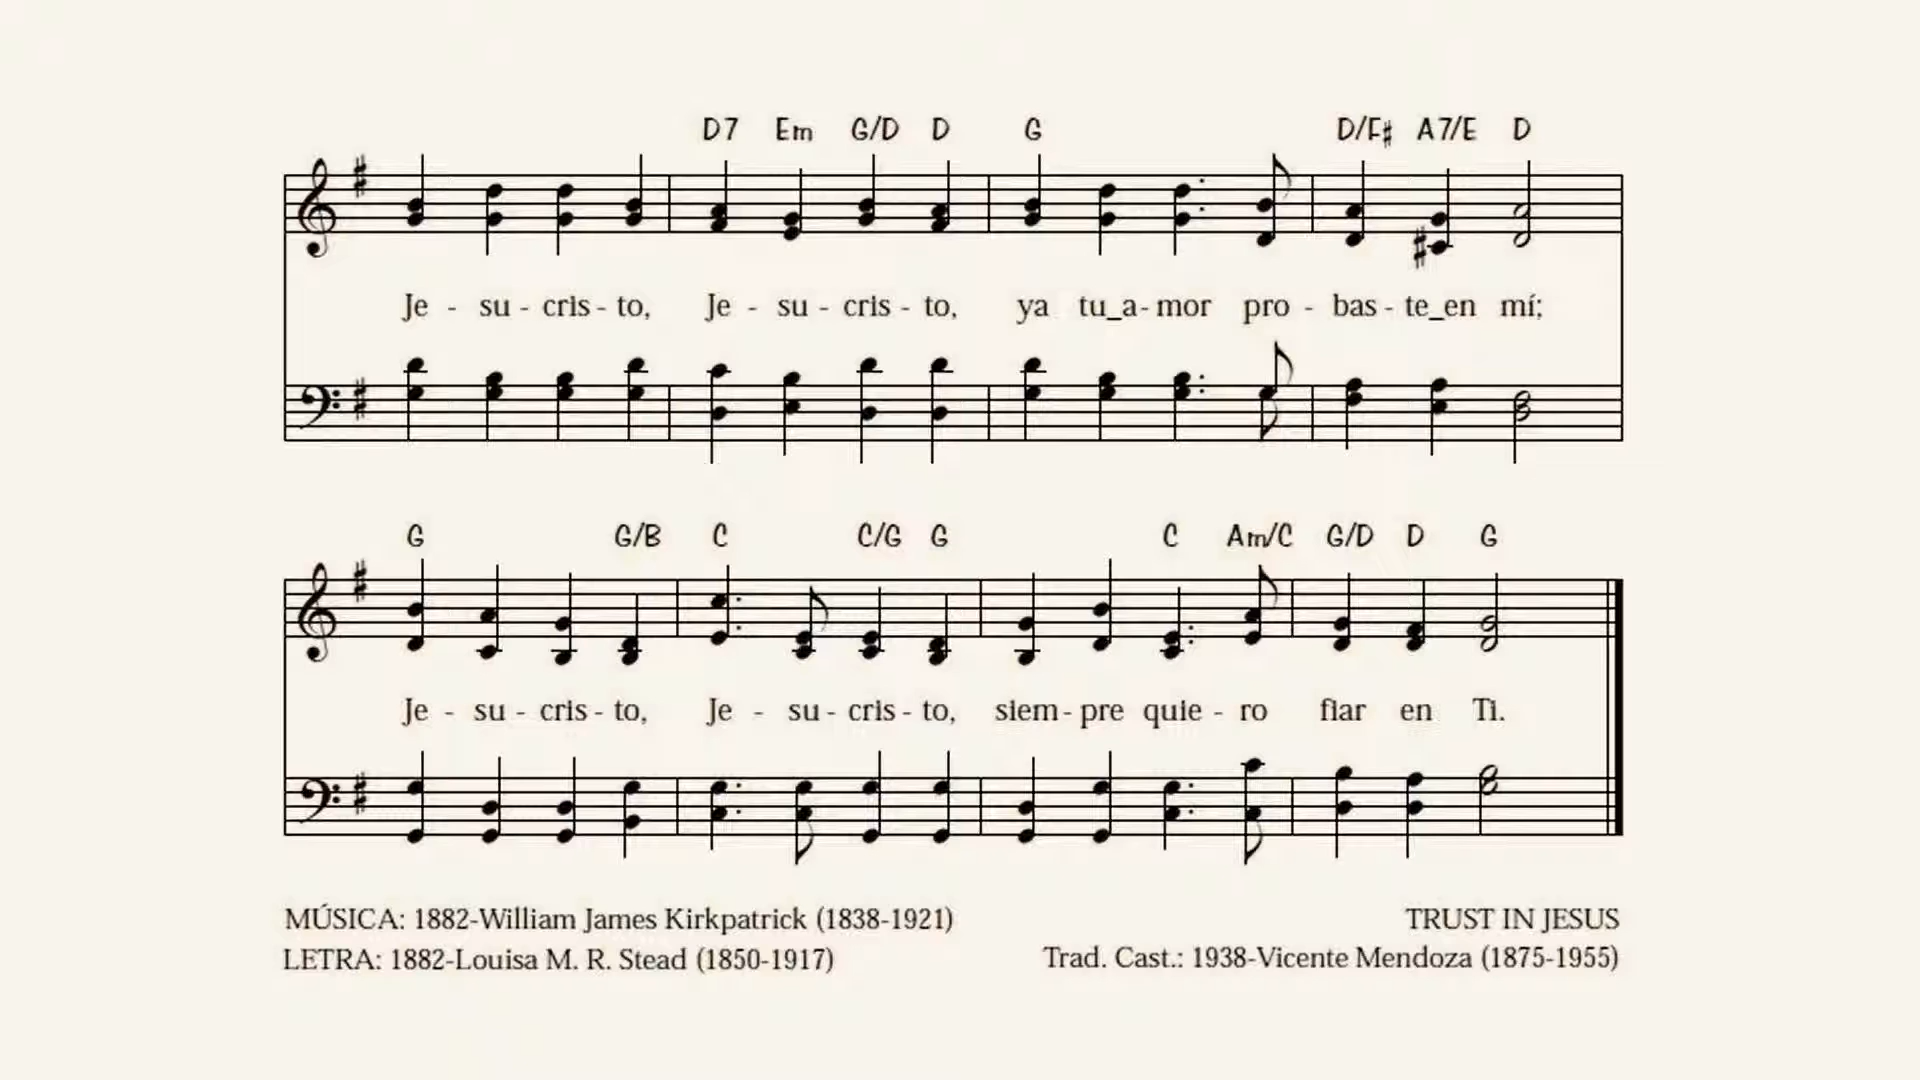 D7 Em G/D D G D/F# A7/E D
Je - su - cris - to, Je - su - cris - to, ya tu_a-mor pro - bas - te_en mí;
G G/B C C/G G C Am/C G/D D G
Je - su - cris - to, Je - su - cris - to, siem - pre quie - ro fiar en Ti.
MÚSICA: 1882-William James Kirkpatrick (1838-1921)
TRUST IN JESUS
LETRA: 1882-Louisa M. R. Stead (1850-1917)
Trad. Cast.: 1938-Vicente Mendoza (1875-1955)